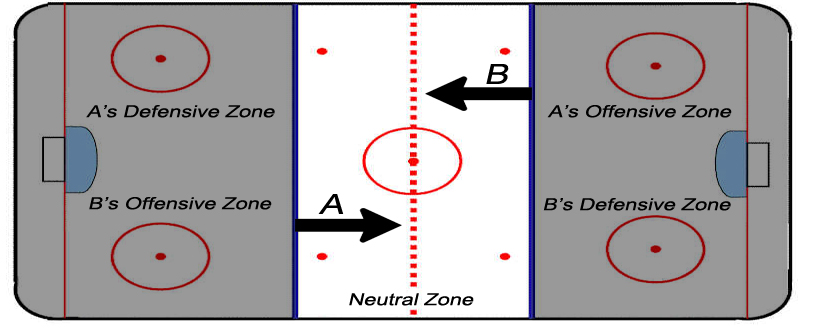 B
A's Defensive Zone
A's Offensive Zone
B's Offensive Zone
A
B's Defensive Zone
Neutral Zone